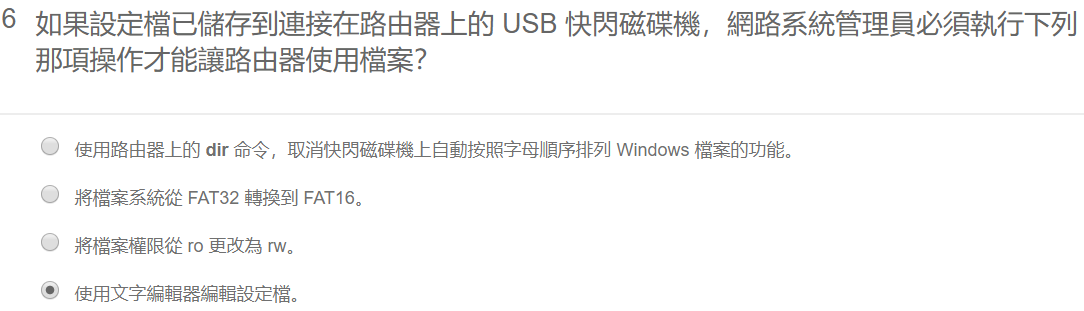 6 如果設定檔已儲存到連接在路由器上的 USB 快閃磁碟機，網路系統管理員必須執行下列
那項操作才能讓路由器使用檔案？
使用路由器上的 dir 命令，取消快閃磁碟機上自動按照字母順序排列 Windows 檔案的功能。
將檔案系統從 FAT32 轉換到 FAT16。
將檔案權限從 ro 更改為 rw。
使用文字編輯器編輯設定檔。